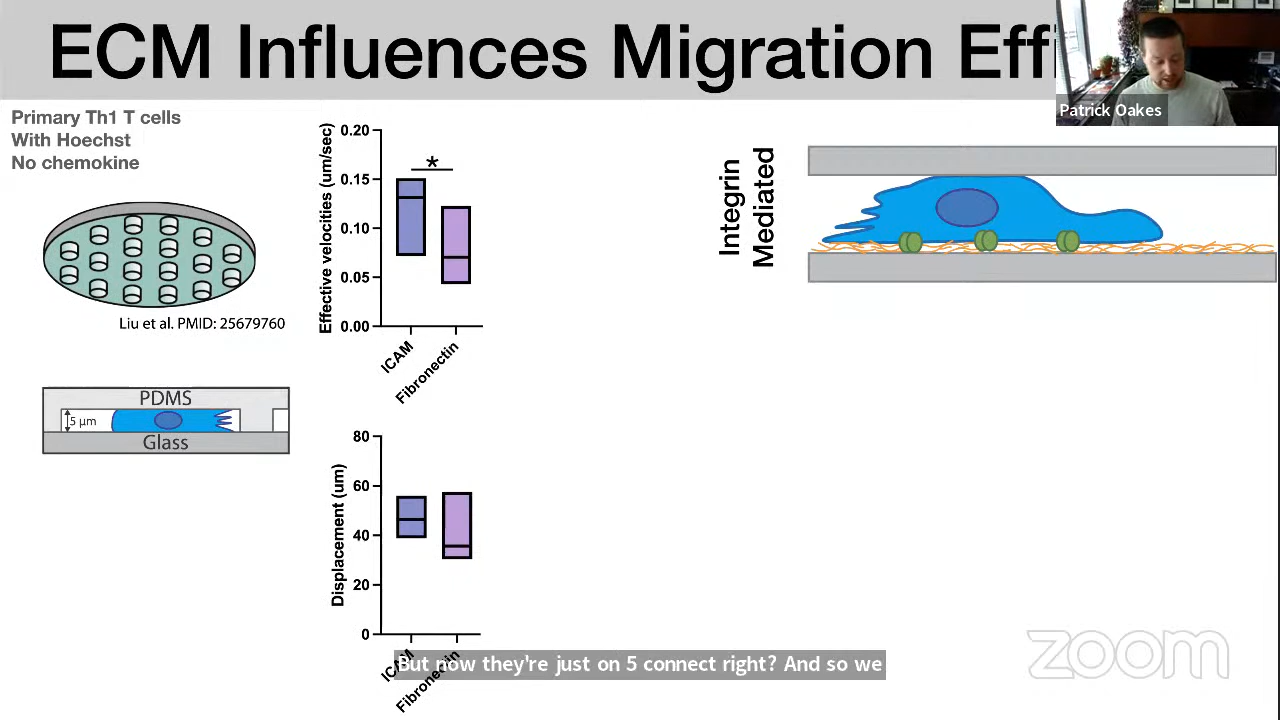 ECM Influences Migration Effi
Patrick Oakes
Primary Th1 T cells
With Hoechst
No chemokine
Liu et al. PMID: 25679760
PDMS
5 µm
Glass
Effective velocities (um/sec)
0.20
0.15
0.10
0.05
0.00
*
ICAM
Fibronectin
Displacement (um)
80
60
40
20
0
ICAM
Fibronectin
Integrin
Mediated
But now they're just on 5 connect right? And so we
zoom